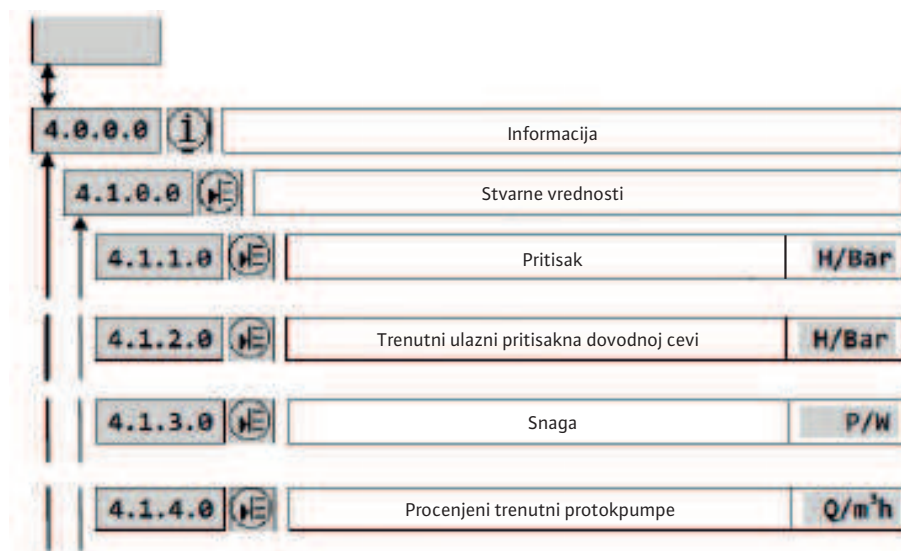 4.0.0.0 i Informacija
4.1.0.0 Stvarne vrednosti
4.1.1.0 Pritisak H/Bar
4.1.2.0 Trenutni ulazni pritisakna dovodnoj cevi H/Bar
4.1.3.0 Snaga P/W
4.1.4.0 Procenjeni trenutni protokpumpe Q/m³h